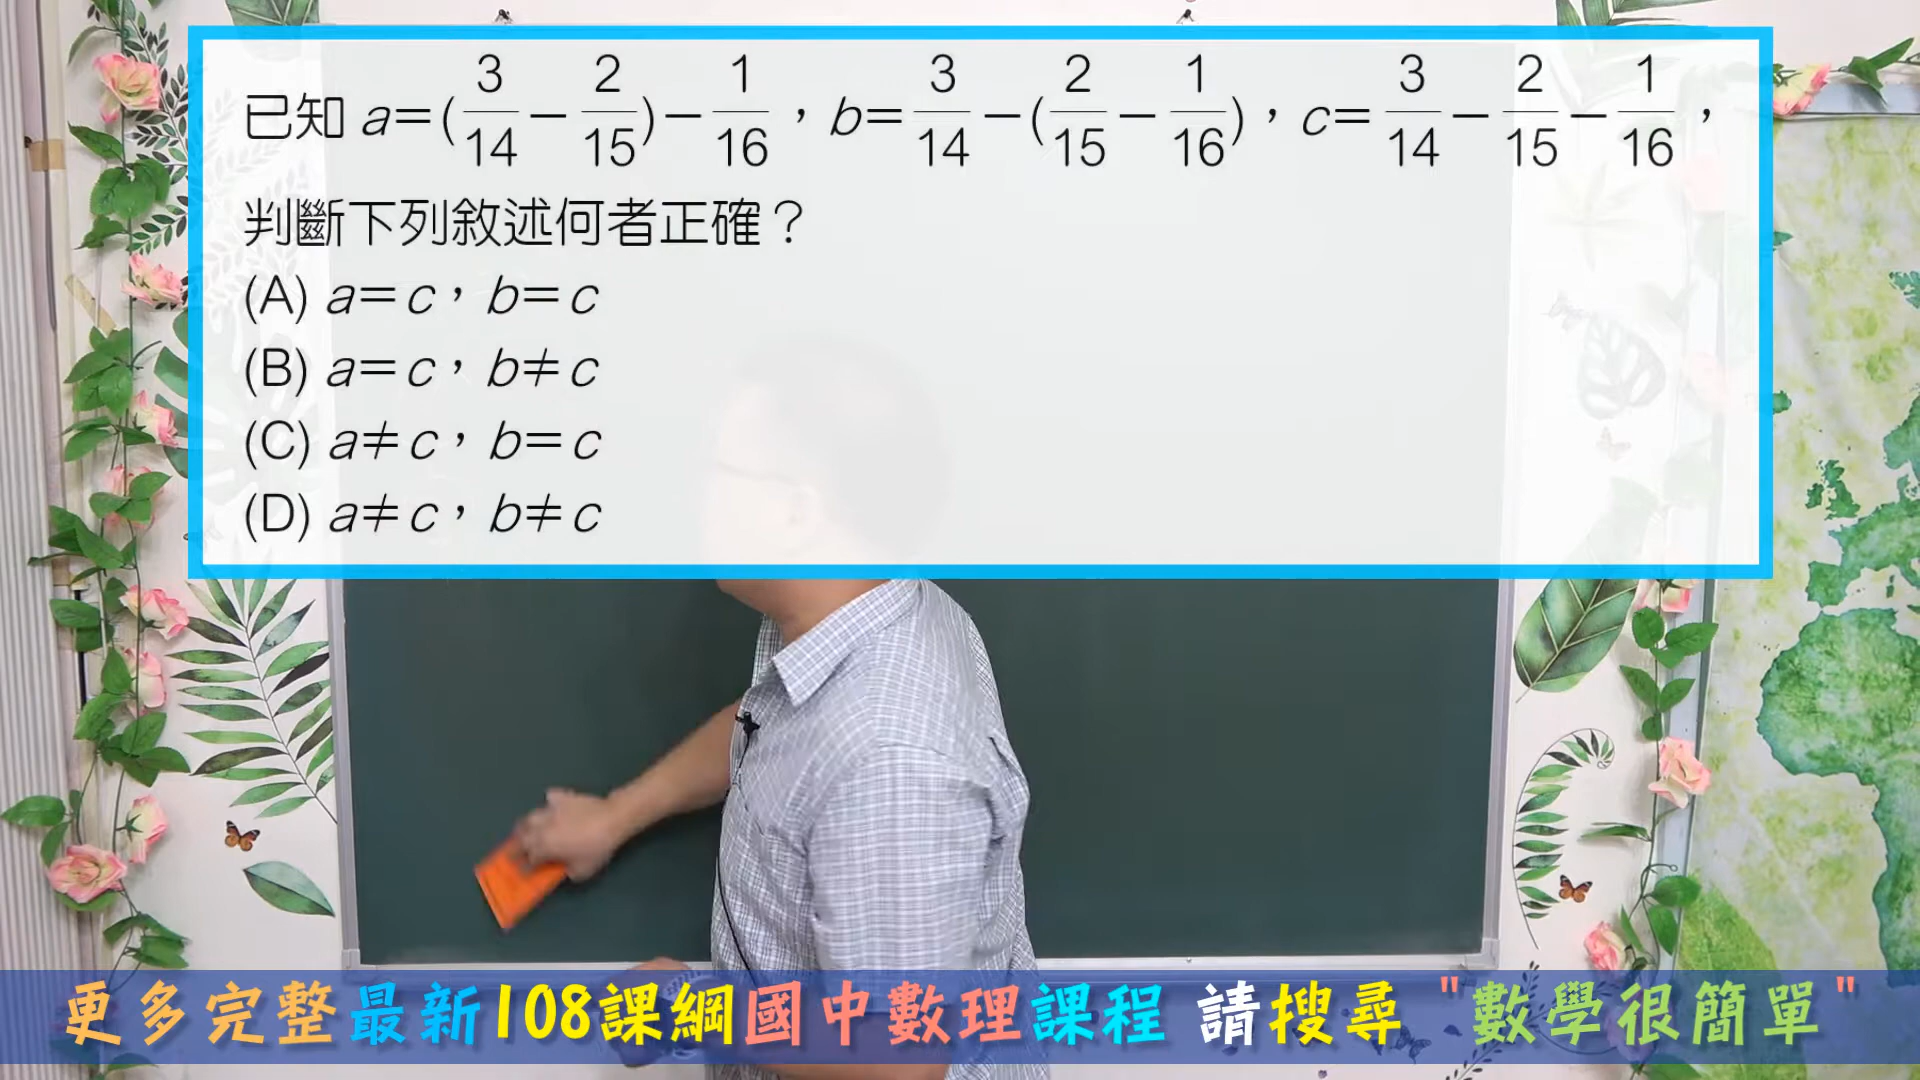 已知 a=(3/14−2/15)−1/16，b=3/14−(2/15−1/16)，c=3/14−2/15−1/16，
判斷下列敘述何者正確？
(A) a=c，b=c
(B) a=c，b≠c
(C) a≠c，b=c
(D) a≠c，b≠c
更多完整最新108課綱國中數理課程 請搜尋 "數學很簡單"